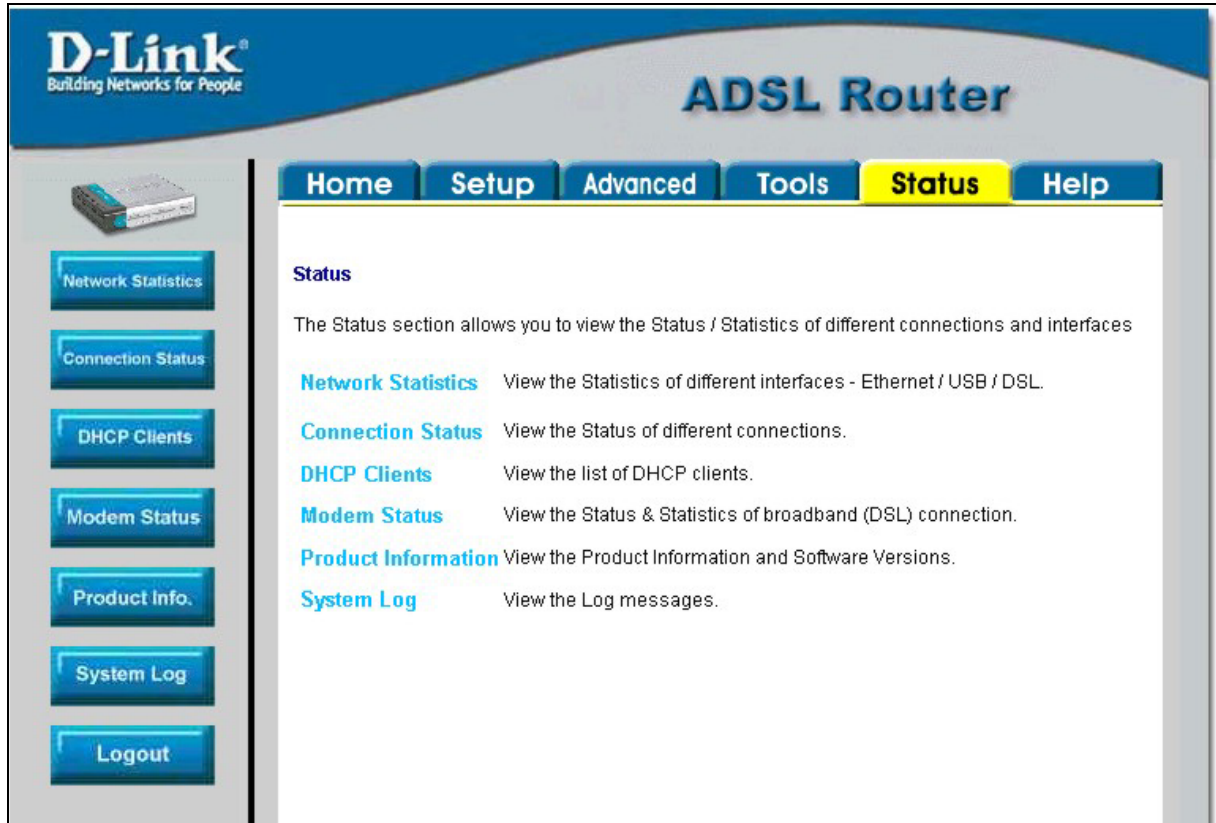 D-Link®
Building Networks for People
ADSL Router
Home Setup Advanced Tools Status Help
Network Statistics
Connection Status
DHCP Clients
Modem Status
Product Info.
System Log
Logout
Status
The Status section allows you to view the Status / Statistics of different connections and interfaces
Network Statistics View the Statistics of different interfaces - Ethernet / USB / DSL.
Connection Status View the Status of different connections.
DHCP Clients View the list of DHCP clients.
Modem Status View the Status & Statistics of broadband (DSL) connection.
Product Information View the Product Information and Software Versions.
System Log View the Log messages.